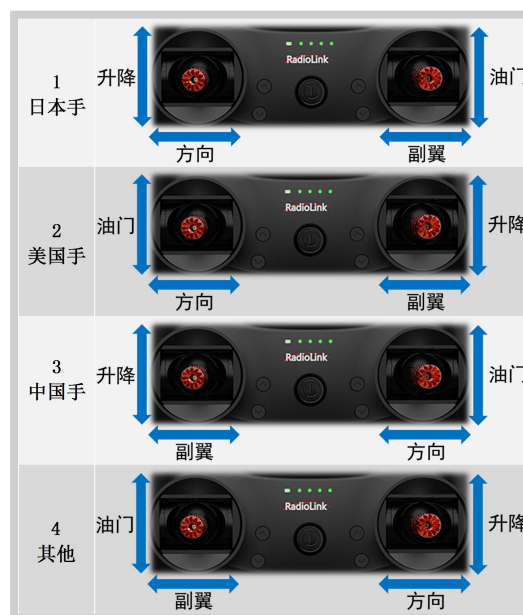 1
日本手
升降
RadioLink
油门
方向
副翼
2
美国手
油门
RadioLink
升降
方向
副翼
3
中国手
升降
RadioLink
油门
副翼
方向
4
其他
油门
RadioLink
升降
副翼
方向